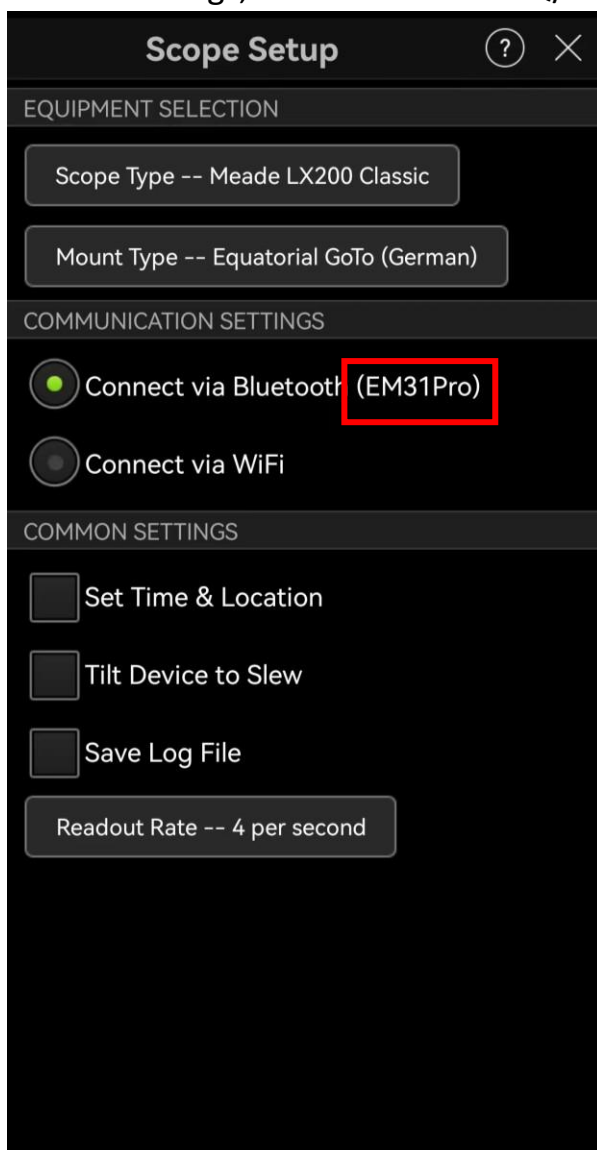 Scope Setup ?
EQUIPMENT SELECTION
Scope Type -- Meade LX200 Classic
Mount Type -- Equatorial GoTo (German)
COMMUNICATION SETTINGS
Connect via Bluetooth (EM31Pro)
Connect via WiFi
COMMON SETTINGS
Set Time & Location
Tilt Device to Slew
Save Log File
Readout Rate -- 4 per second